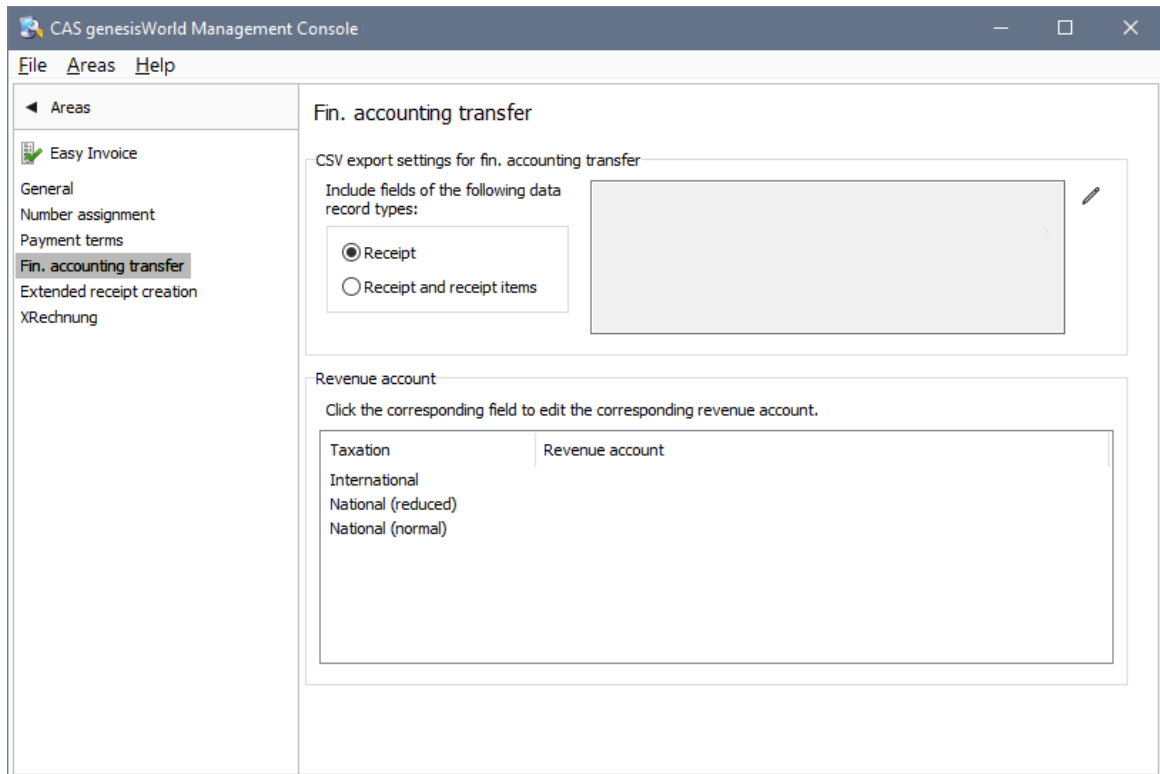 CAS genesisWorld Management Console
File Areas Help
Areas
Easy Invoice
General
Number assignment
Payment terms
Fin. accounting transfer
Extended receipt creation
XRechnung
Fin. accounting transfer
CSV export settings for fin. accounting transfer
Include fields of the following data
record types:
Receipt
Receipt and receipt items
Revenue account
Click the corresponding field to edit the corresponding revenue account.
Taxation Revenue account
International
National (reduced)
National (normal)